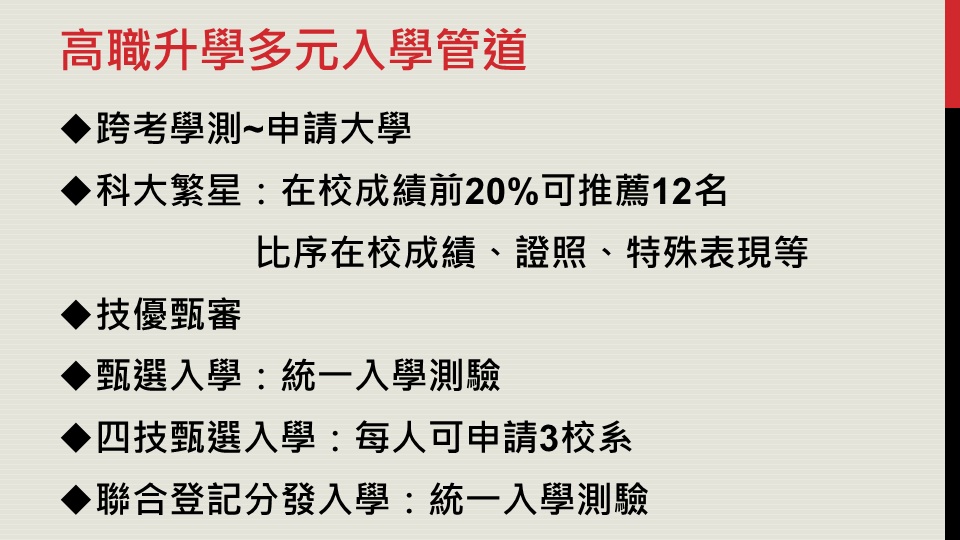 高職升學多元入學管道
◆跨考學測~申請大學
◆科大繁星：在校成績前20%可推薦12名
比序在校成績、證照、特殊表現等
◆技優甄審
◆甄選入學：統一入學測驗
◆四技甄選入學：每人可申請3校系
◆聯合登記分發入學：統一入學測驗